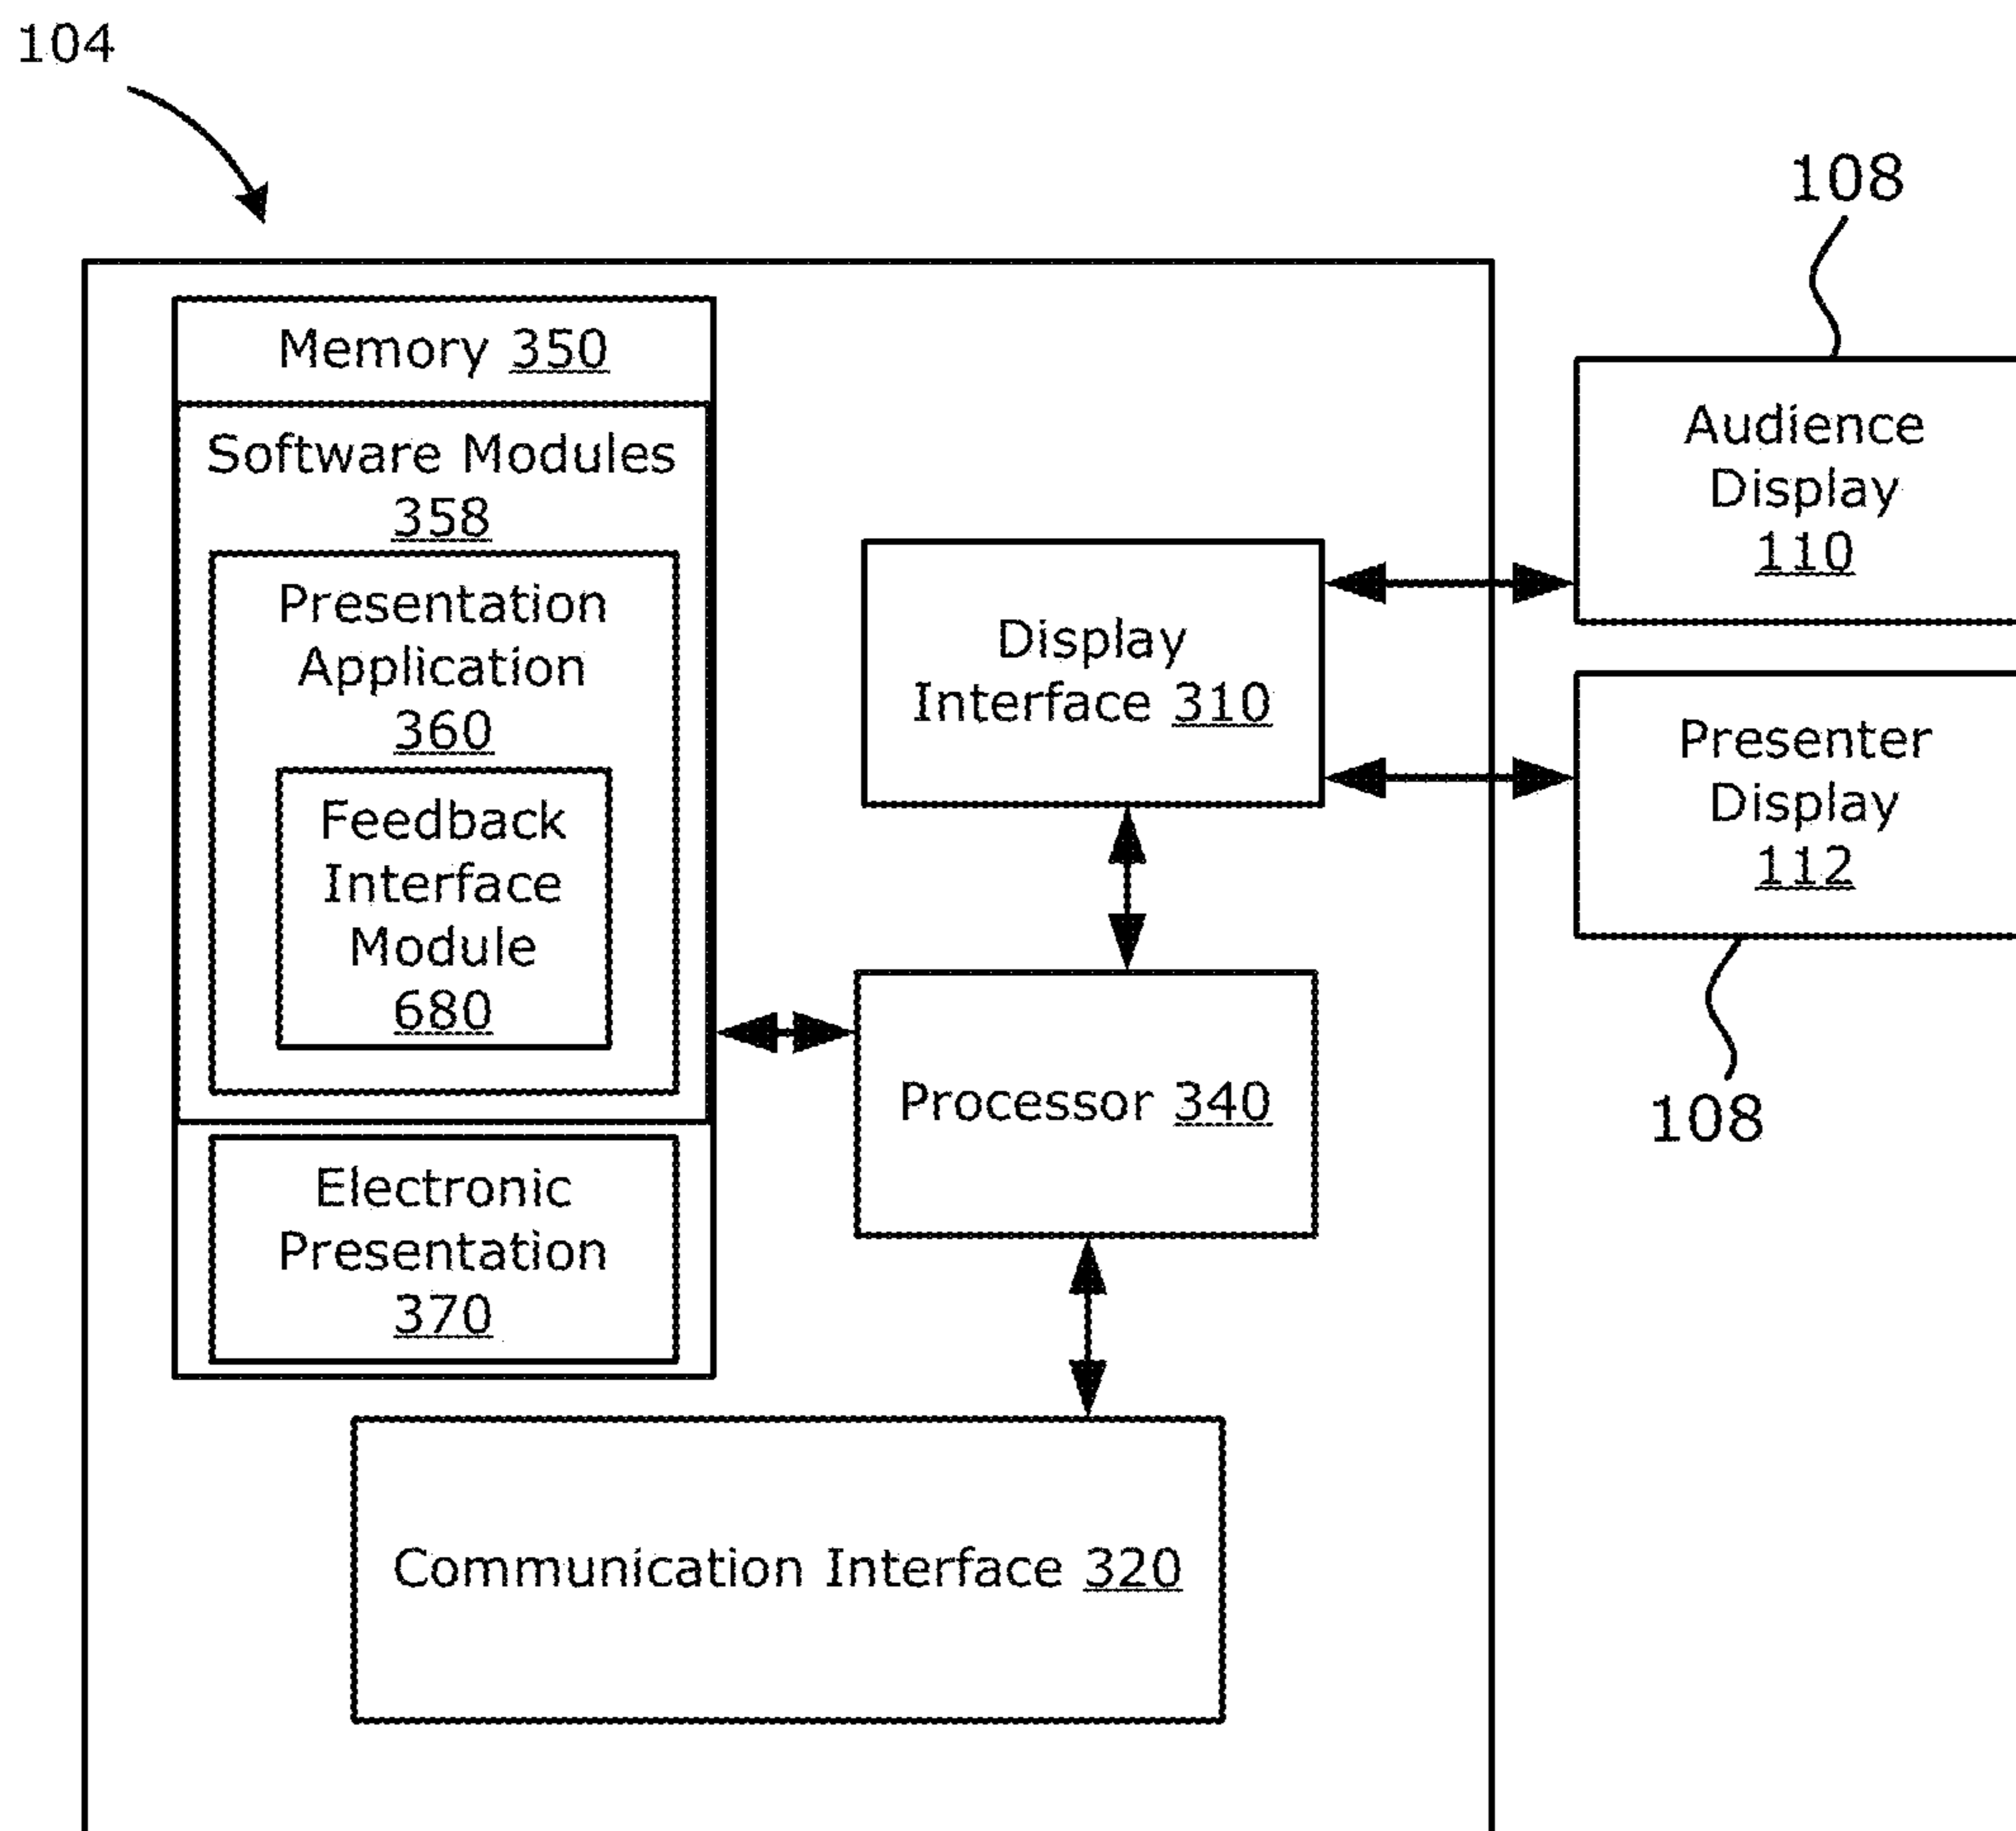 104
108
Memory 350
Software Modules
358
Presentation
Application
360
Feedback
Interface
Module
680
Electronic
Presentation
370
Display
Interface 310
Processor 340
Communication Interface 320
Audience
Display
110
Presenter
Display
112
108